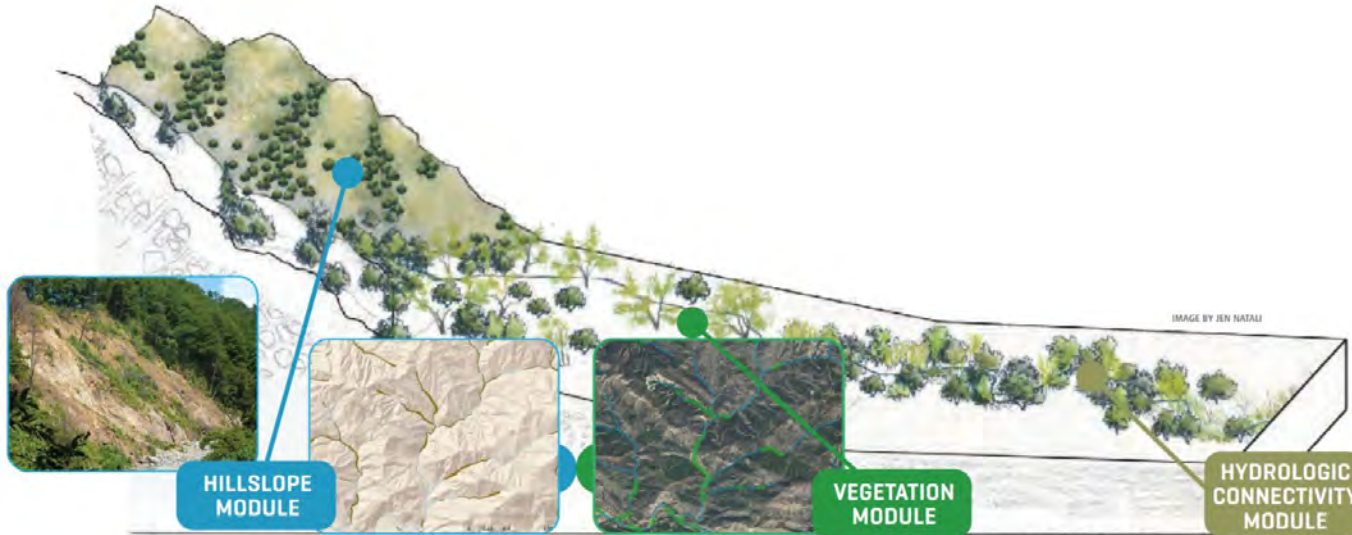 IMAGE BY JEN NATALI
HILLSLOPE
MODULE
VEGETATION
MODULE
HYDROLOGIC
CONNECTIVITY
MODULE